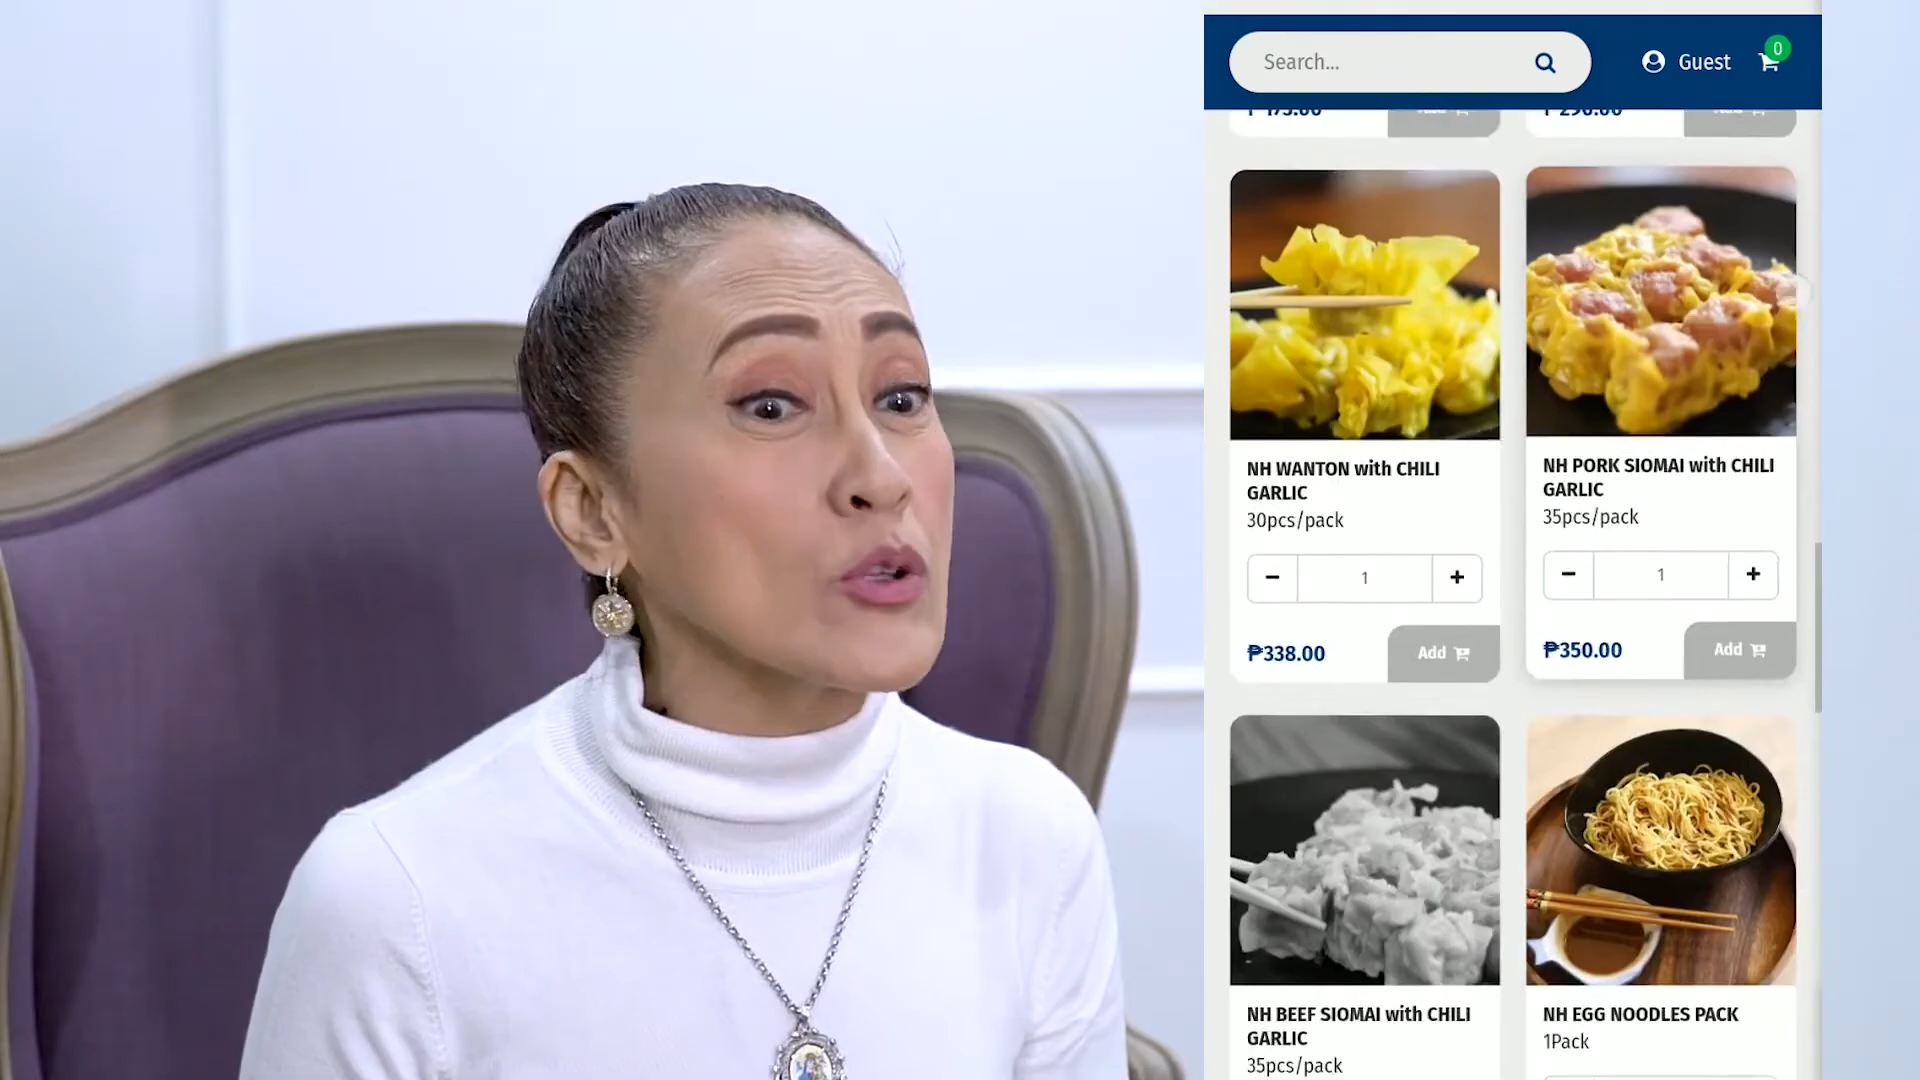 Search...
Guest
0
NH WANTON with CHILI
GARLIC
30pcs/pack
− 1 +
₱338.00
Add
NH PORK SIOMAI with CHILI
GARLIC
35pcs/pack
− 1 +
₱350.00
Add
NH BEEF SIOMAI with CHILI
GARLIC
35pcs/pack
NH EGG NOODLES PACK
1Pack